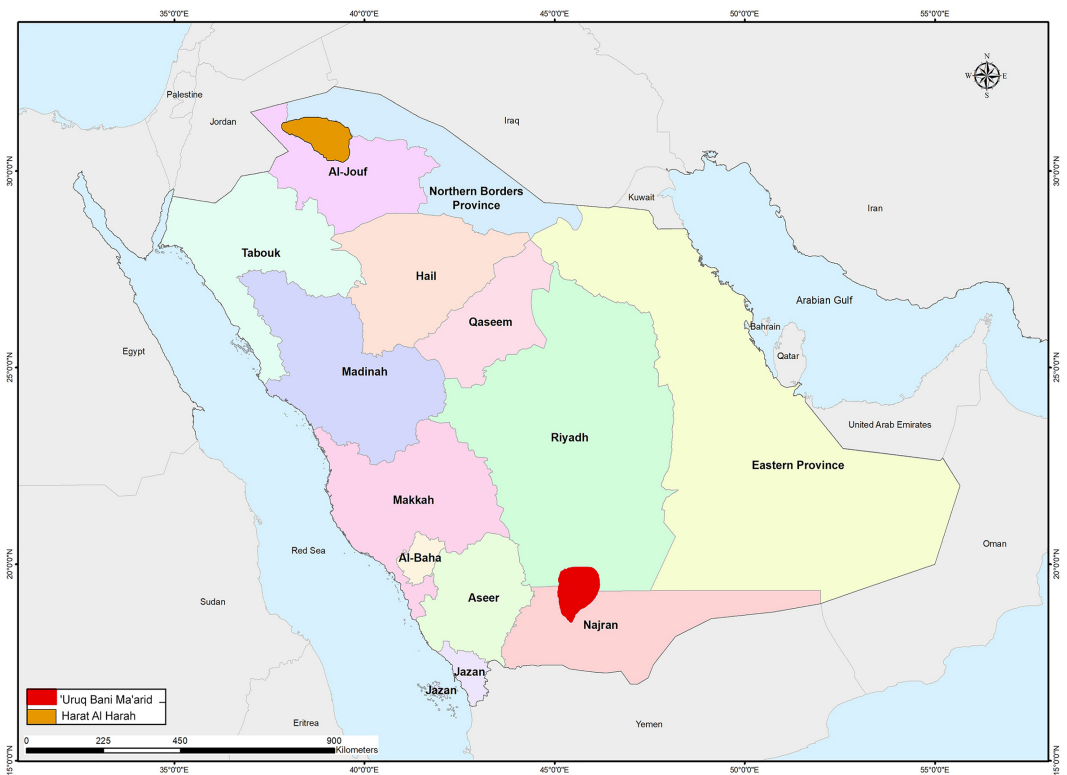 35°0'0"E 40°0'0"E 45°0'0"E 50°0'0"E 55°0'0"E
N
W E
S
Palestine
Jordan
Iraq
30°0'0"N
30°0'0"N
Al-Jouf
Northern Borders
Province
Kuwait
Iran
Tabouk
Hail
Arabian Gulf
Qaseem
Bahrain
Egypt
Qatar
25°0'0"N
25°0'0"N
Madinah
United Arab Emirates
Riyadh
Eastern Province
Makkah
Oman
Red Sea
Al-Baha
20°0'0"N
20°0'0"N
Sudan
Aseer
Najran
Jazan
Jazan
'Uruq Bani Ma'arid
Harat Al Harah
Eritrea
Yemen
0 225 450 900
Kilometers
15°0'0"N
15°0'0"N
35°0'0"E 40°0'0"E 45°0'0"E 50°0'0"E 55°0'0"E